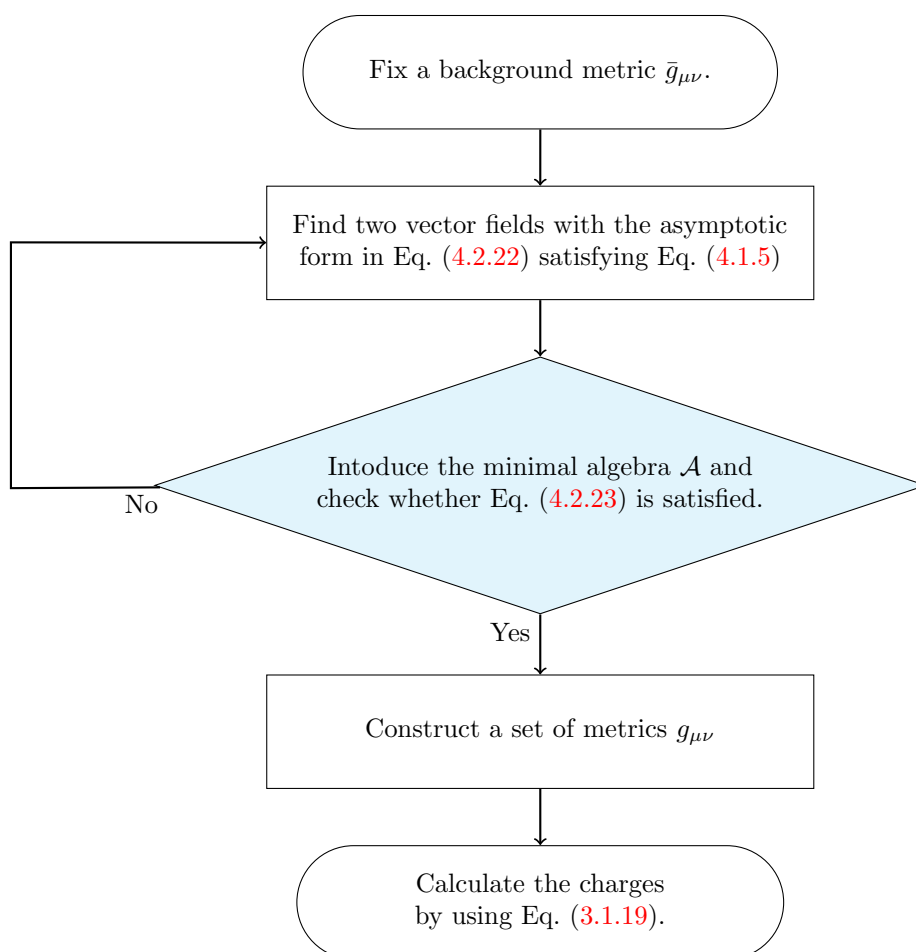 Fix a background metric ḡμν.
Find two vector fields with the asymptotic
form in Eq. (4.2.22) satisfying Eq. (4.1.5)
Intoduce the minimal algebra 𝒜 and
check whether Eq. (4.2.23) is satisfied.
No
Yes
Construct a set of metrics gμν
Calculate the charges
by using Eq. (3.1.19).